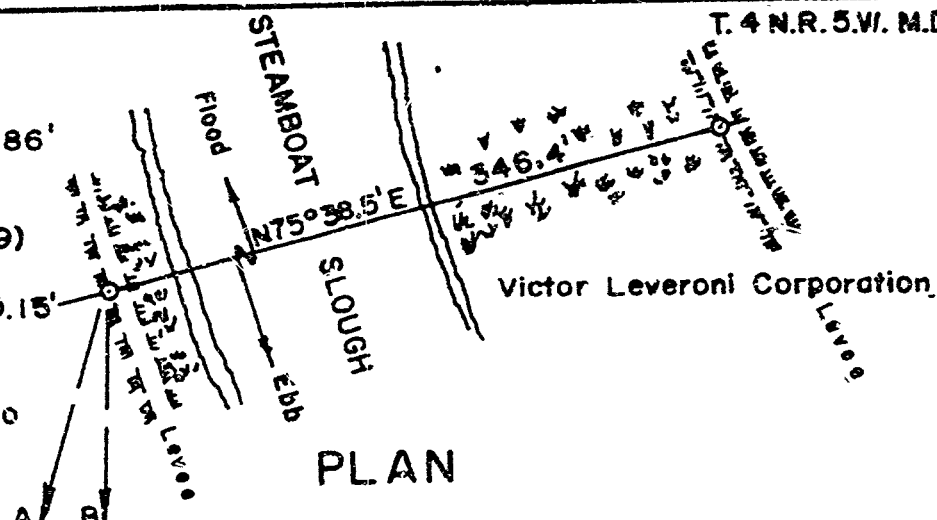 T. 4 N.R. 5.W. M.D
STEAMBOAT
Flood
86'
546.4'
N75°38.5'E
9)
SLOUGH
Victor Leveroni Corporation
.15'
Levee
Ebb
Levee
PLAN
A
B